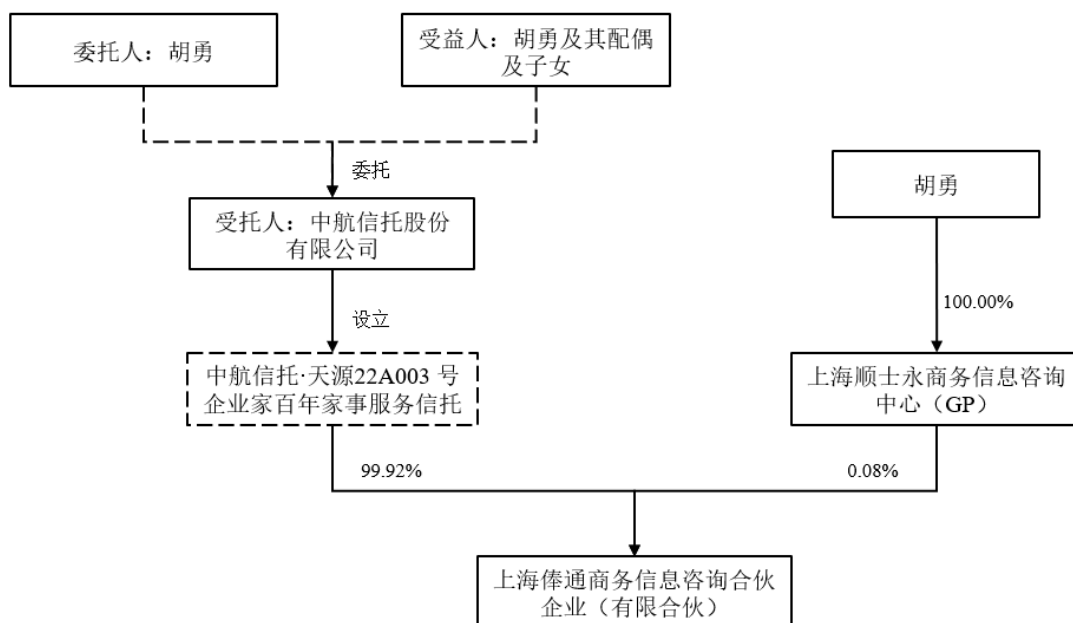 委托人：胡勇
受益人：胡勇及其配偶
及子女
委托
胡勇
受托人：中航信托股份
有限公司
100.00%
设立
中航信托·天源22A003 号
企业家百年家事服务信托
上海顺士永商务信息咨询
中心（GP）
99.92%
0.08%
上海俸通商务信息咨询合伙
企业（有限合伙）